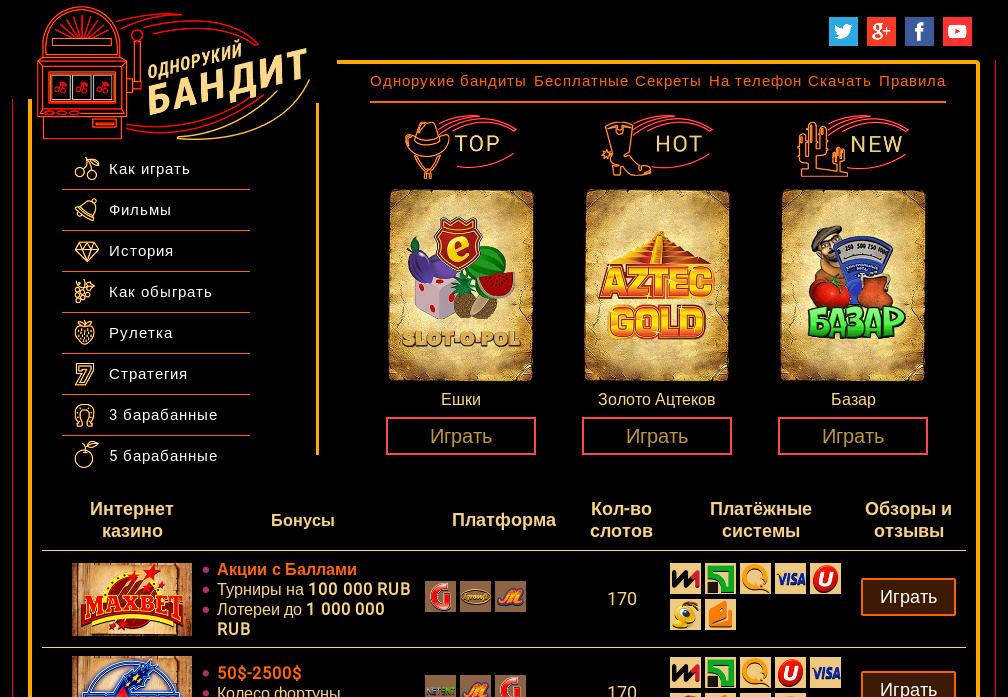 ОДНОРУКИЙ
БАНДИТ
Однорукие бандиты Бесплатные Секреты На телефон Скачать Правила
Как играть
Фильмы
История
Как обыграть
Рулетка
Стратегия
3 барабанные
5 барабанные
TOP
HOT
NEW
SLOT-O-POL
AZTEC
GOLD
БАЗАР
Ешки
Золото Ацтеков
Базар
Играть
Играть
Играть
Интернет
казино
Бонусы
Платформа
Кол-во
слотов
Платёжные
системы
Обзоры и
отзывы
MAXBET
Акции с Баллами
Турниры на 100 000 RUB
Лотереи до 1 000 000
RUB
170
VISA
Играть
50$-2500$
Колесо фортуны
NETENT
170
VISA
Играть